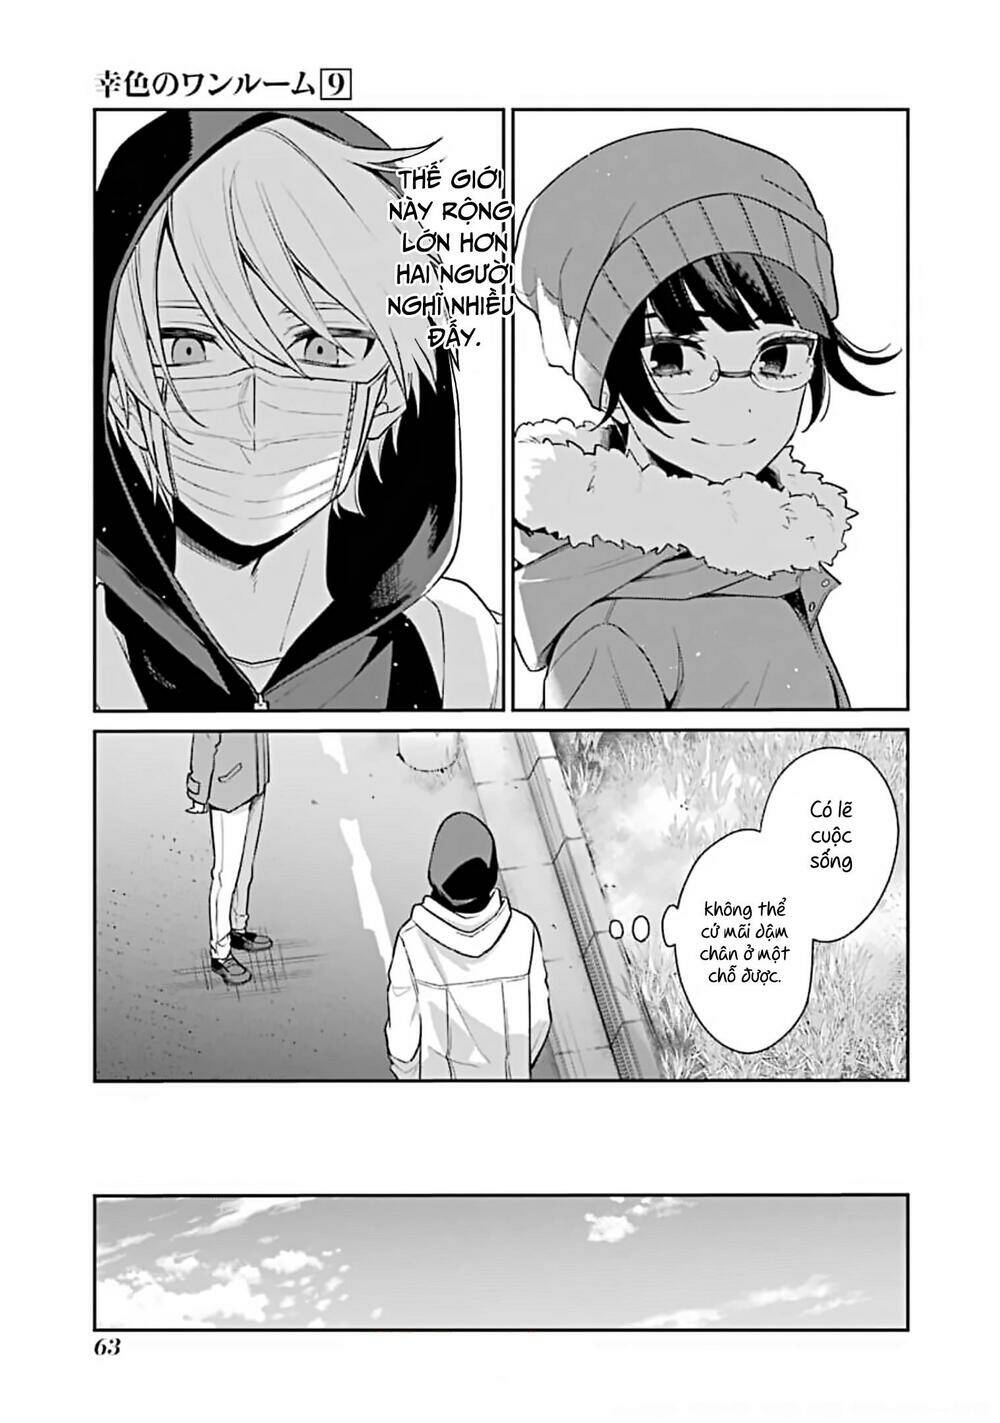 幸色のワンルーム9
THẾ GIỚI
NÀY RỘNG
LỚN HƠN
HAI NGƯỜI
NGHĨ NHIỀU
ĐẤY.
Có lẽ
cuộc
sống
không thể
cứ mãi dậm
chân ở một
chỗ được.
63